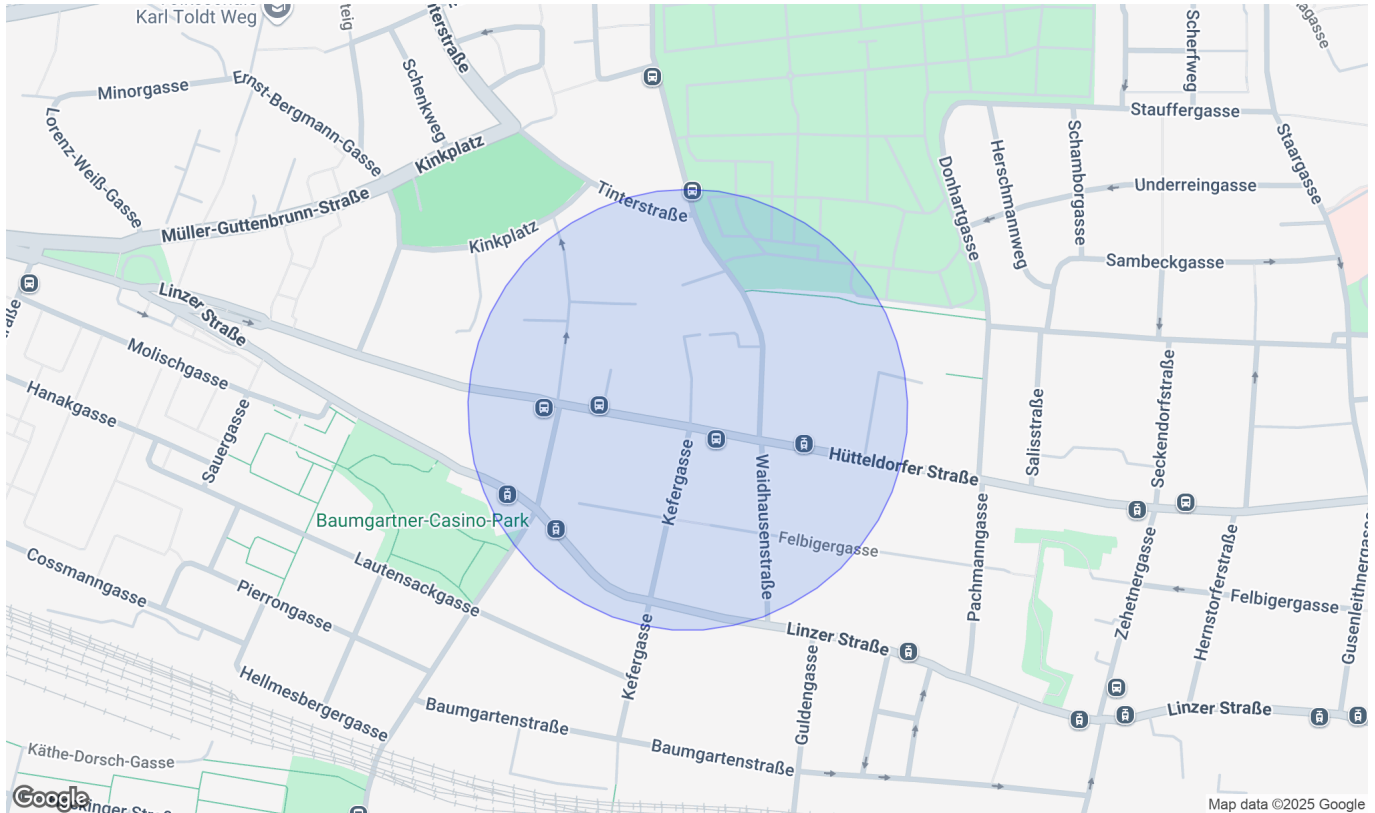 Karl Toldt Weg
Minorgasse
Ernst-Bergmann-Gasse
Schenkweg
Lorenz-Weiß-Gasse
Kinkplatz
Müller-Guttenbrunn-Straße
Kinkplatz
Tinterstraße
Scherfweg
Stauffergasse
Staargasse
Donhartgasse
Herschmannweg
Schamborgasse
Underreingasse
Sambeckgasse
Linzer Straße
Molischgasse
Hanakgasse
Sauergasse
Baumgartner-Casino-Park
Kefergasse
Waidhausenstraße
Hütteldorfer Straße
Salisstraße
Seckendorfstraße
Felbigergasse
Pachmanngasse
Cossmanngasse
Pierrongasse
Lautensackgasse
Zehetnergasse
Hernstorferstraße
Felbigergasse
Gusenleithnergasse
Linzer Straße
Kefergasse
Guldengasse
Hellmesbergergasse
Baumgartenstraße
Baumgartenstraße
Linzer Straße
Käthe-Dorsch-Gasse
Google
Map data ©2025 Google